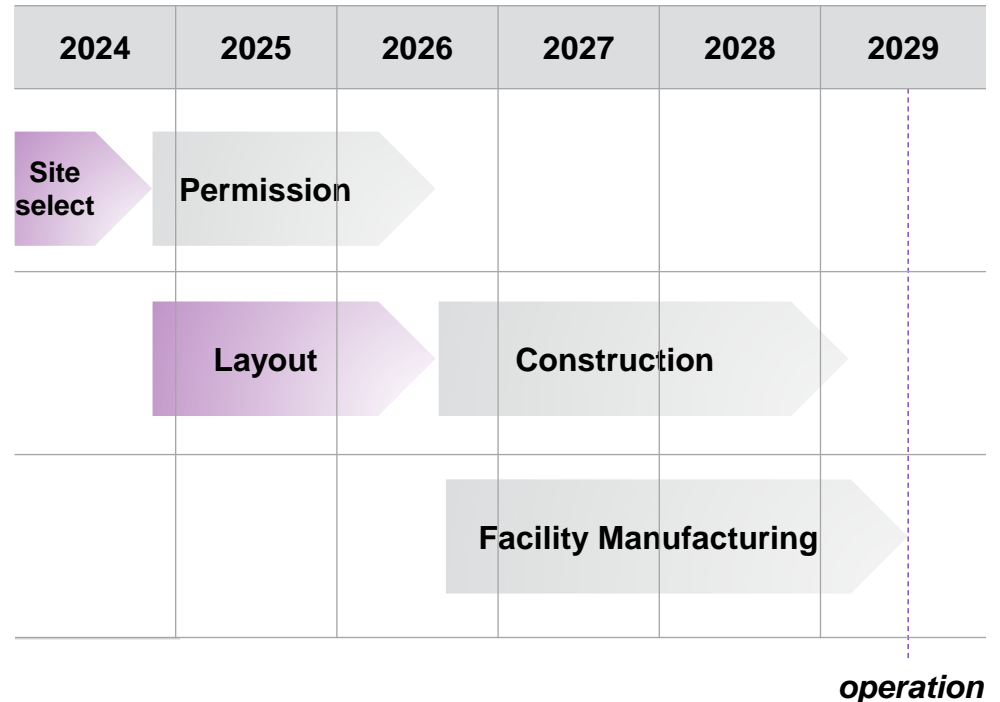 2024 2025 2026 2027 2028 2029
Site
select
Permission
Layout
Construction
Facility Manufacturing
operation